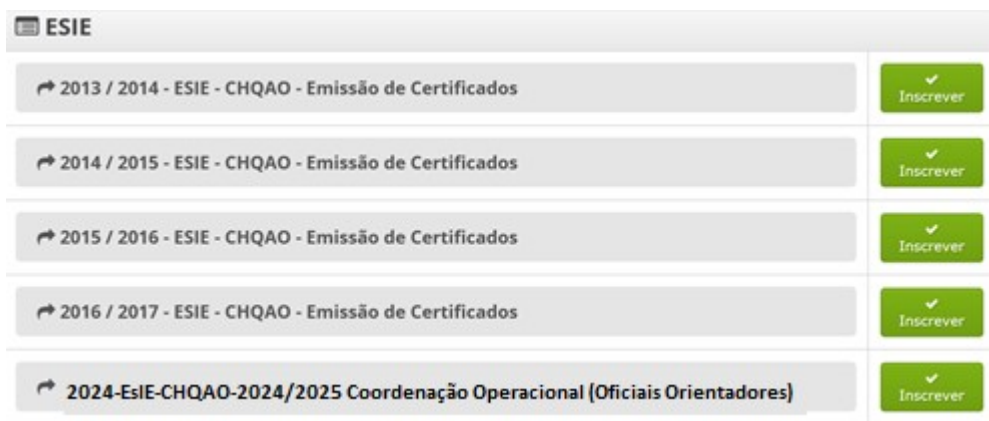 ESIE
2013 / 2014 - ESIE - CHQAO - Emissão de Certificados
Inscrever
2014 / 2015 - ESIE - CHQAO - Emissão de Certificados
Inscrever
2015 / 2016 - ESIE - CHQAO - Emissão de Certificados
Inscrever
2016 / 2017 - ESIE - CHQAO - Emissão de Certificados
Inscrever
2024-EsIE-CHQAO-2024/2025 Coordenação Operacional (Oficiais Orientadores)
Inscrever